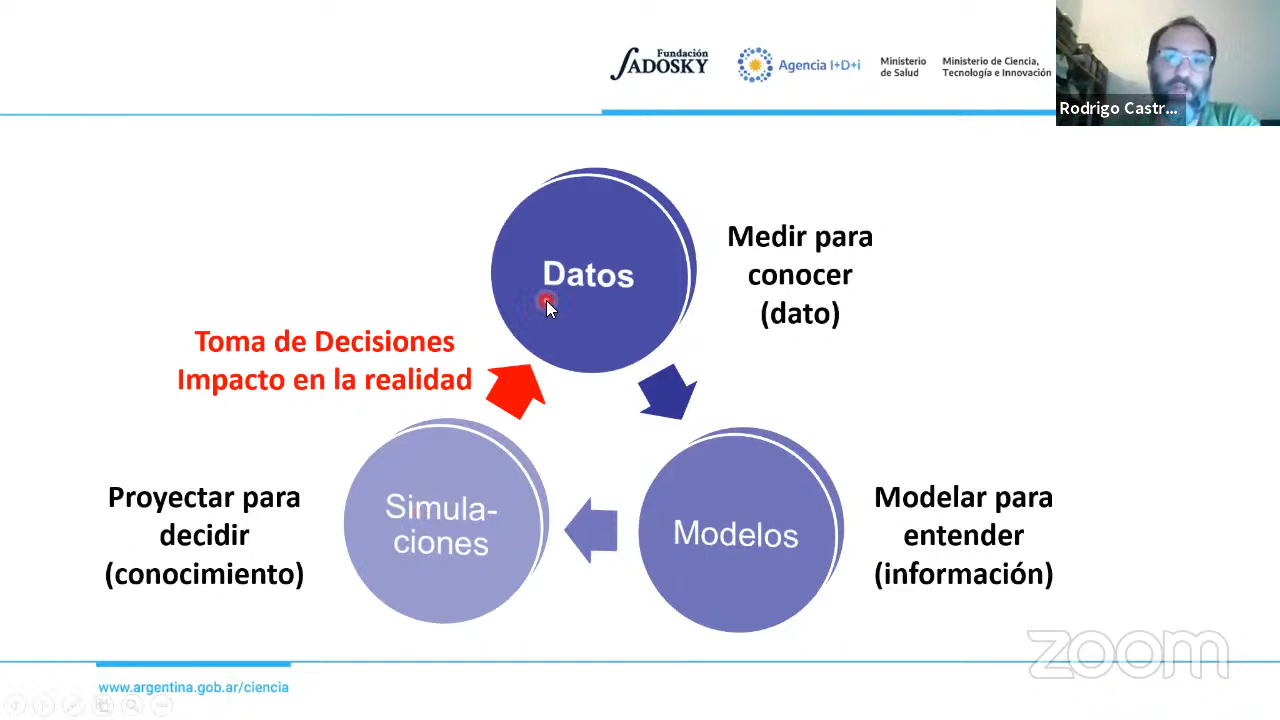 Fundación
SADOSKY
Agencia I+D+i
Ministerio
de Salud
Ministerio de Ciencia,
Tecnología e Innovación
Rodrigo Castr...
Datos
Medir para
conocer
(dato)
Toma de Decisiones
Impacto en la realidad
Simula-
ciones
Modelos
Proyectar para
decidir
(conocimiento)
Modelar para
entender
(información)
zoom
www.argentina.gob.ar/ciencia